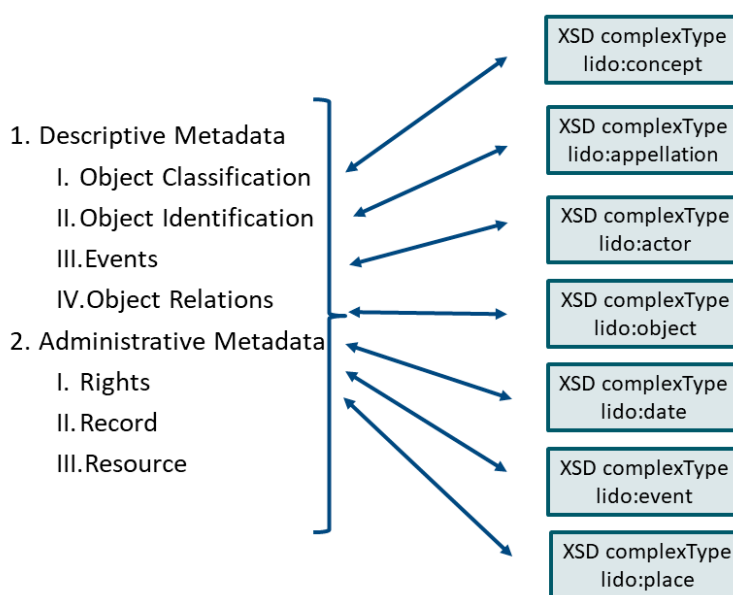 1. Descriptive Metadata
I. Object Classification
II. Object Identification
III. Events
IV. Object Relations
2. Administrative Metadata
I. Rights
II. Record
III. Resource
XSD complexType
lido:concept
XSD complexType
lido:appellation
XSD complexType
lido:actor
XSD complexType
lido:object
XSD complexType
lido:date
XSD complexType
lido:event
XSD complexType
lido:place